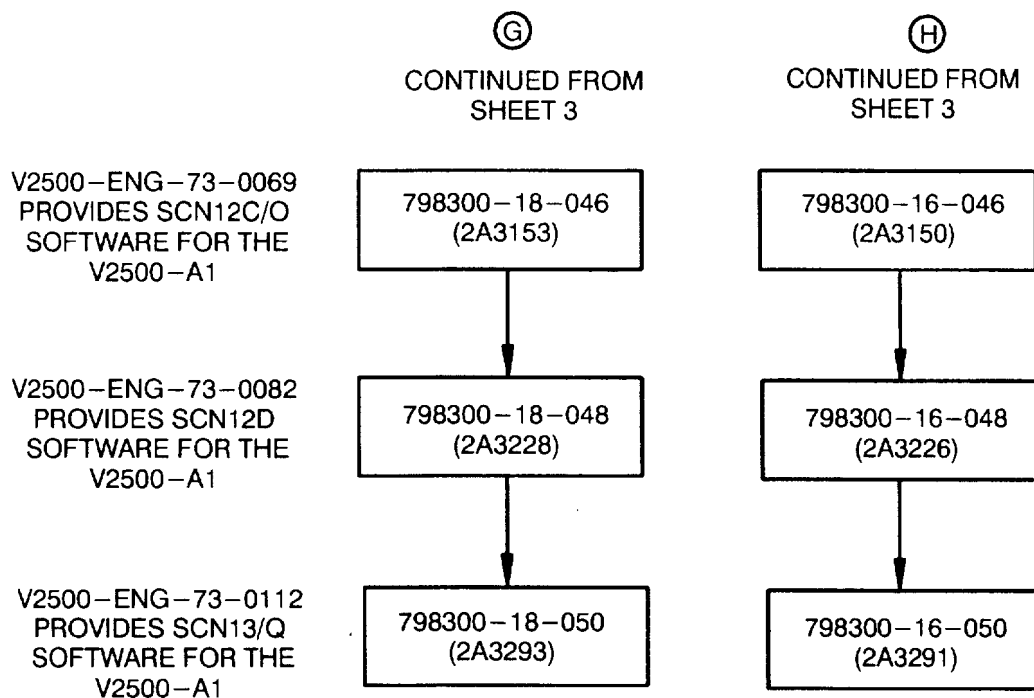 G
CONTINUED FROM
SHEET 3
H
CONTINUED FROM
SHEET 3
V2500-ENG-73-0069
PROVIDES SCN12C/O
SOFTWARE FOR THE
V2500-A1
798300-18-046
(2A3153)
798300-16-046
(2A3150)
V2500-ENG-73-0082
PROVIDES SCN12D
SOFTWARE FOR THE
V2500-A1
798300-18-048
(2A3228)
798300-16-048
(2A3226)
V2500-ENG-73-0112
PROVIDES SCN13/Q
SOFTWARE FOR THE
V2500-A1
798300-18-050
(2A3293)
798300-16-050
(2A3291)